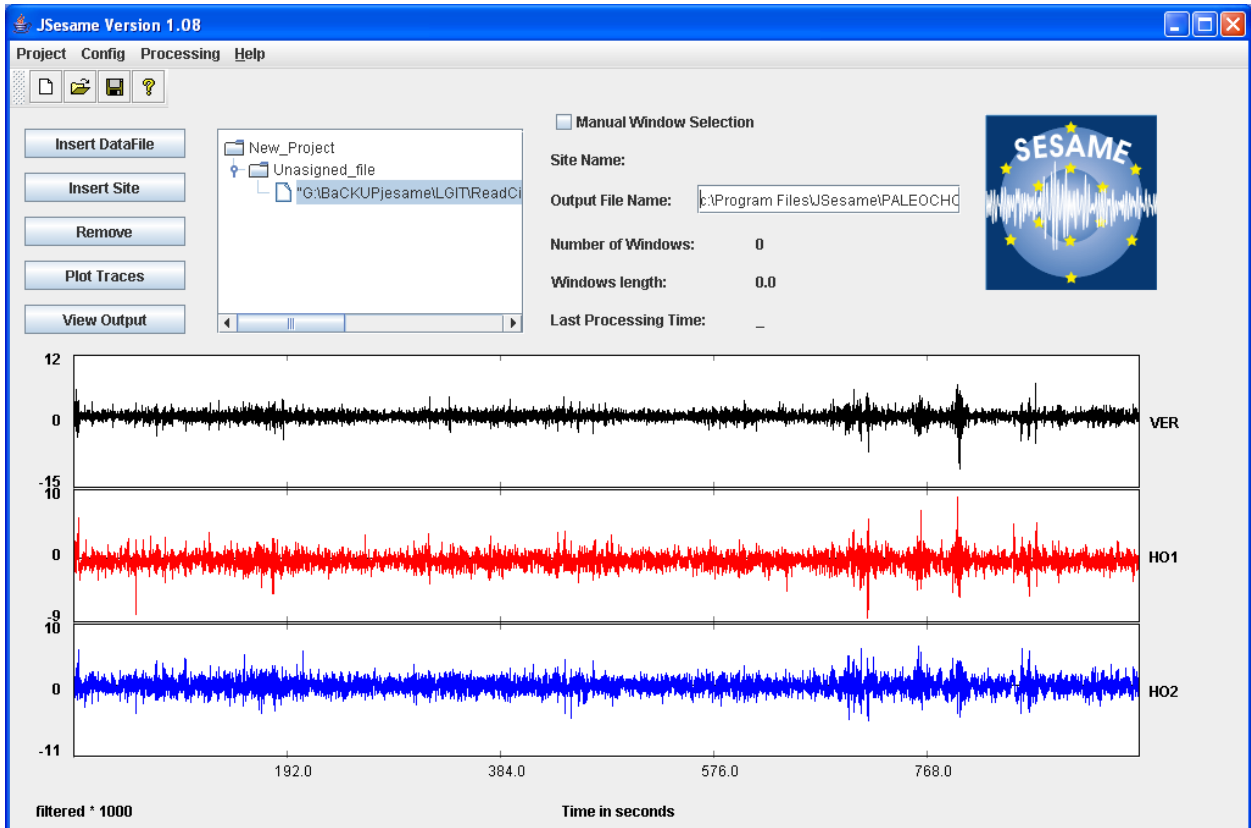 JSesame Version 1.08
Project Config Processing Help
Insert DataFile
Insert Site
Remove
Plot Traces
View Output
New_Project
Unasigned_file
"G:\BaCKUPjesame\LGIT\ReadCi
Manual Window Selection
Site Name:
Output File Name: c:\Program Files\JSesame\PALEOCHO
Number of Windows: 0
Windows length: 0.0
Last Processing Time: _
SESAME
12
0
-15
VER
10
0
-9
HO1
10
0
-11
HO2
192.0 384.0 576.0 768.0
filtered * 1000 Time in seconds